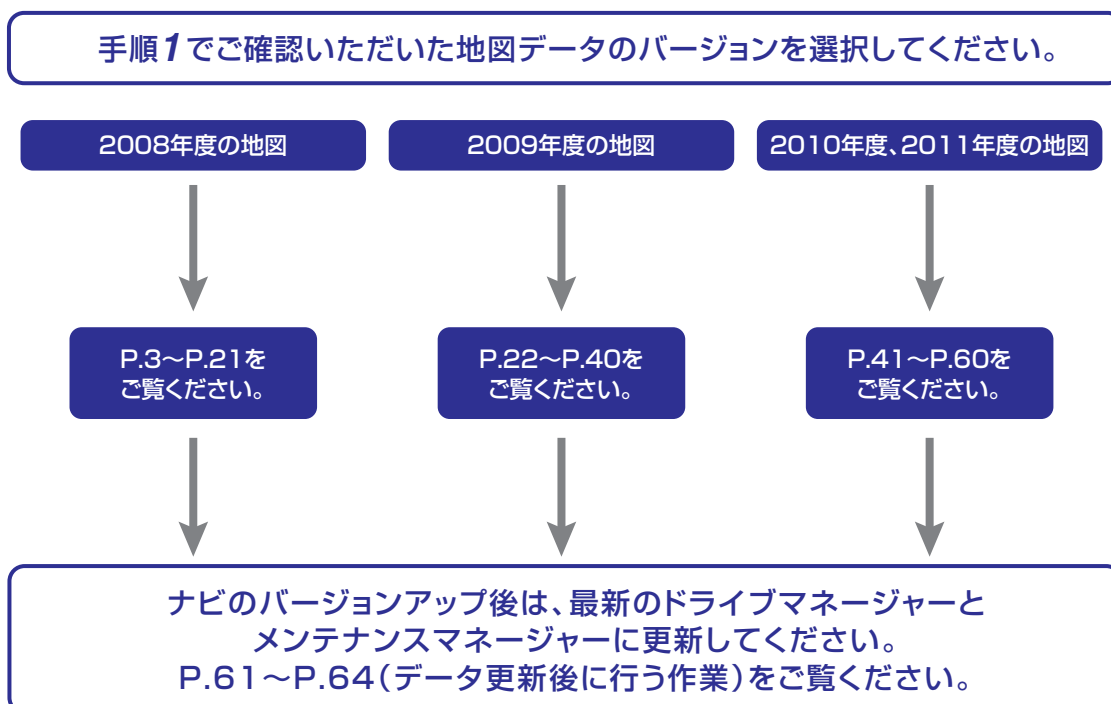 手順1でご確認いただいた地図データのバージョンを選択してください。
2008年度の地図
2009年度の地図
2010年度、2011年度の地図
P.3～P.21を
ご覧ください。
P.22～P.40を
ご覧ください。
P.41～P.60を
ご覧ください。
ナビのバージョンアップ後は、最新のドライブマネージャーと
メンテナンスマネージャーに更新してください。
P.61～P.64(データ更新後に行う作業)をご覧ください。